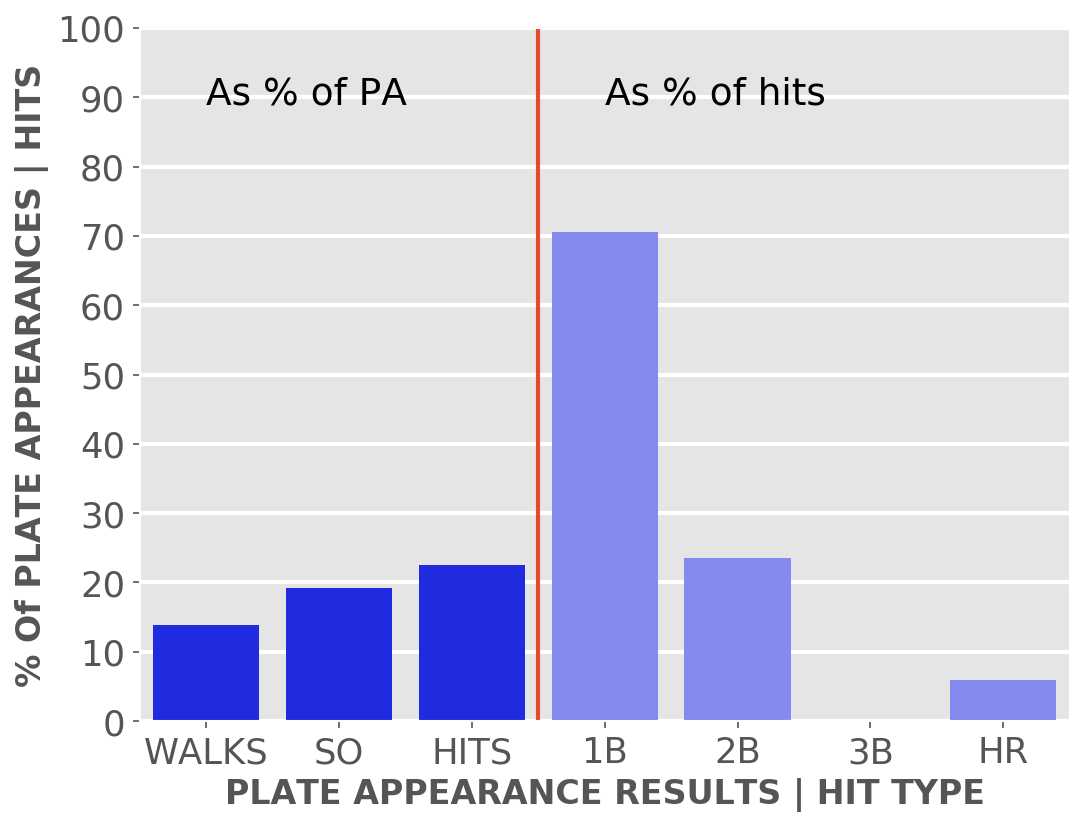 100
90
80
70
60
50
40
30
20
10
0
% Of PLATE APPEARANCES | HITS
As % of PA
As % of hits
WALKS SO HITS 1B 2B 3B HR
PLATE APPEARANCE RESULTS | HIT TYPE